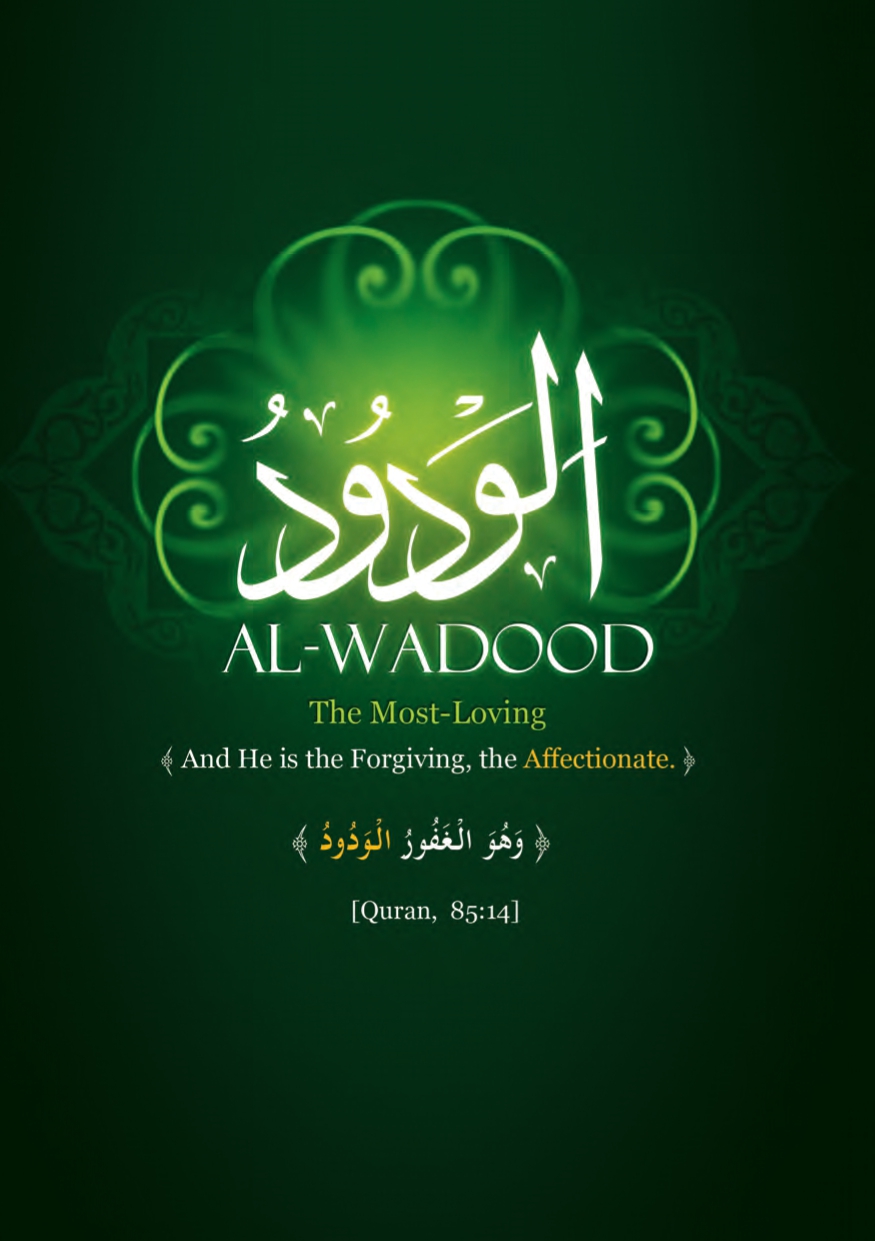 الوَدُودُ
AL-WADOOD
The Most-Loving
﴾ And He is the Forgiving, the Affectionate. ﴿
﴿ وَهُوَ الْغَفُورُ الْوَدُودُ ﴾
[Quran, 85:14]